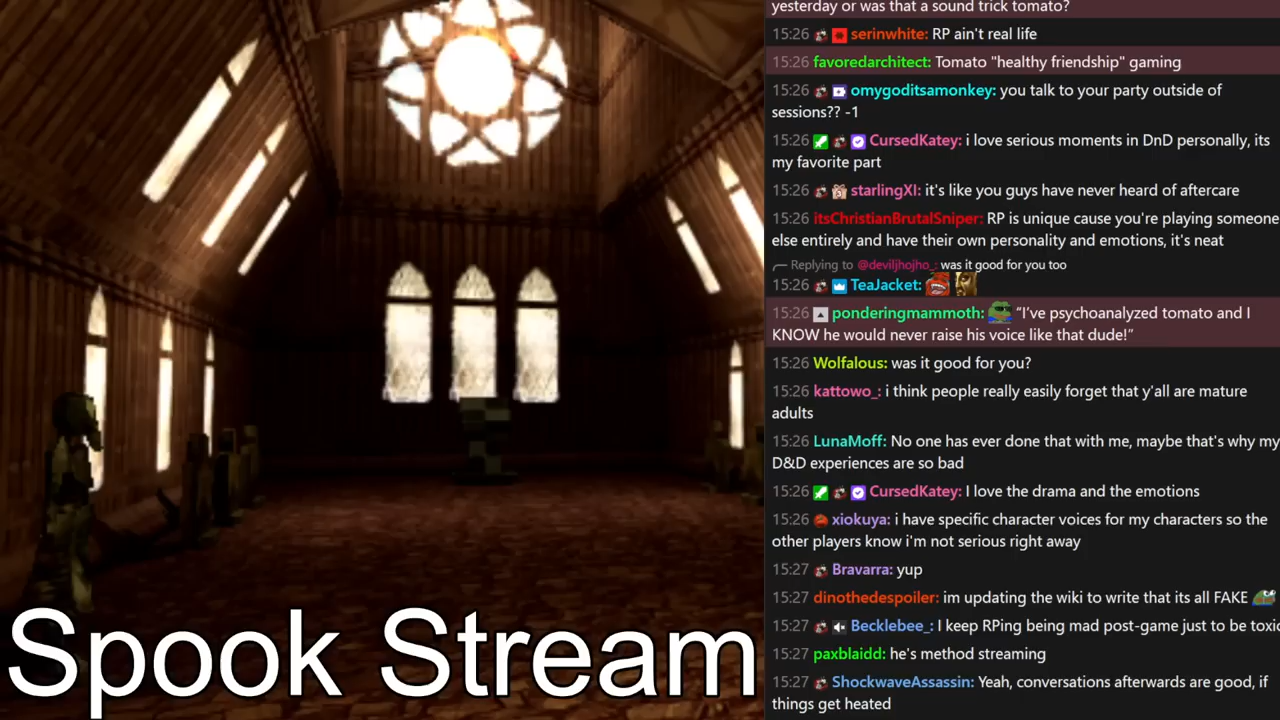 yesterday or was that a sound trick tomato?
15:26 serinwhite: RP ain't real life
favoredarchitect: Tomato "healthy friendship" gaming
15:26 omygoditsamonkey: you talk to your party outside of
sessions?? -1
15:26 CursedKatey: i love serious moments in DnD personally, its
my favorite part
15:26 starlingXI: it's like you guys have never heard of aftercare
15:26 itsChristianBrutalSniper: RP is unique cause you're playing someone
else entirely and have their own personality and emotions, it's neat
Replying to @deviljhojho_: was it good for you too
15:26 TeaJacket:
15:26 ponderingmammoth: “I've psychoanalyzed tomato and I
KNOW he would never raise his voice like that dude!”
15:26 Wolfalous: was it good for you?
15:26 kattowo_: i think people really easily forget that y'all are mature
adults
15:26 LunaMoff: No one has ever done that with me, maybe that's why my
D&D experiences are so bad
15:26 CursedKatey: I love the drama and the emotions
15:26 xiokuya: i have specific character voices for my characters so the
other players know i'm not serious right away
15:27 Bravarra: yup
15:27 dinothedespoiler: im updating the wiki to write that its all FAKE
15:27 Becklebee_: I keep RPing being mad post-game just to be toxic
15:27 paxblaidd: he's method streaming
15:27 ShockwaveAssassin: Yeah, conversations afterwards are good, if
things get heated
Spook Stream